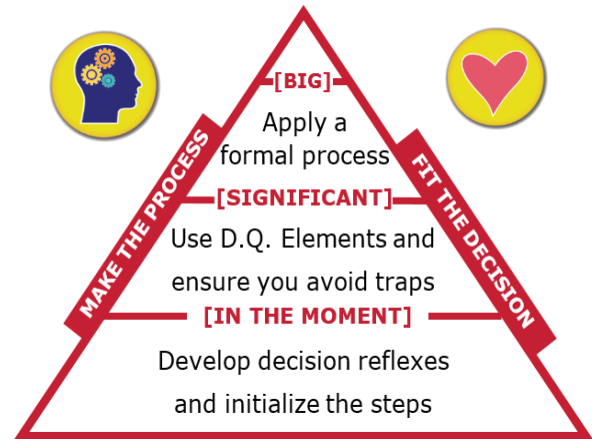 [BIG]
Apply a
formal process
[SIGNIFICANT]
Use D.Q. Elements and
ensure you avoid traps
[IN THE MOMENT]
Develop decision reflexes
and initialize the steps
MAKE THE PROCESS
FIT THE DECISION